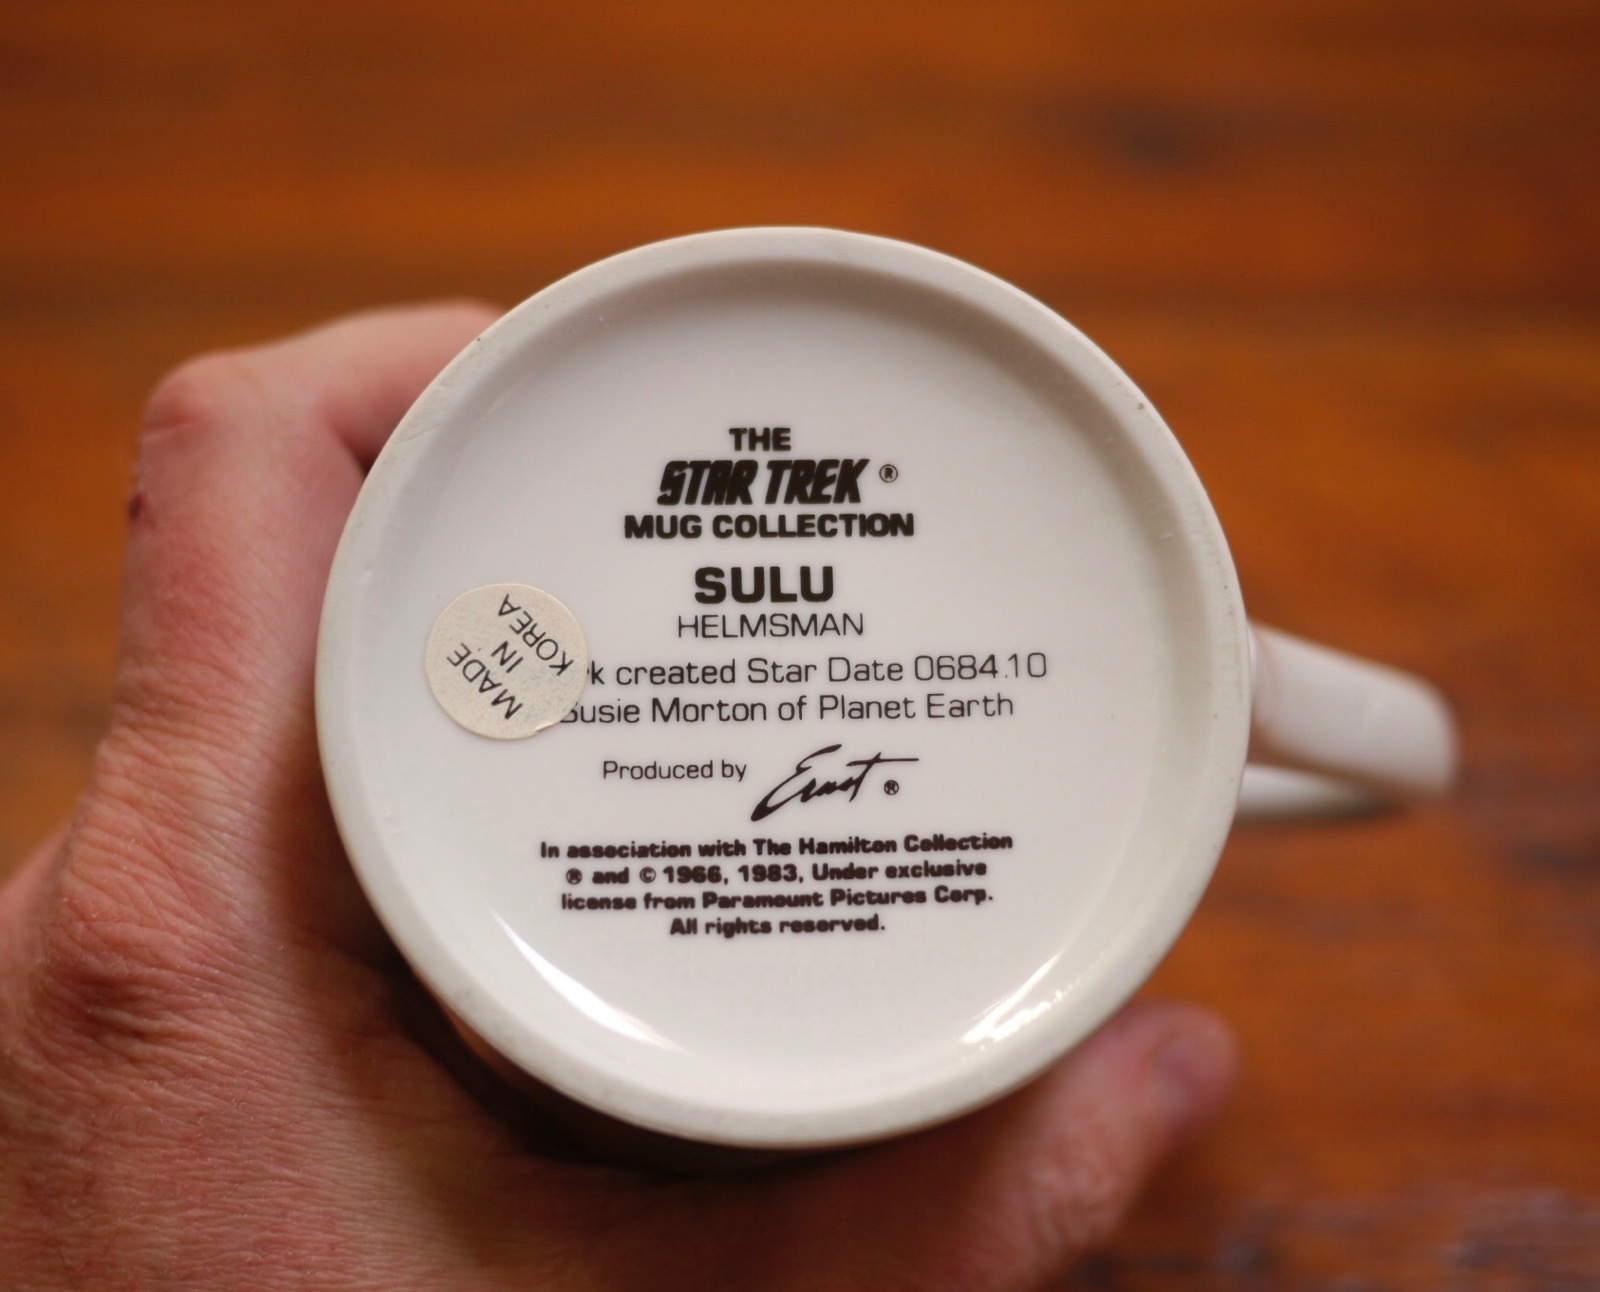 THE
STAR TREK ®
MUG COLLECTION
SULU
HELMSMAN
created Star Date 0684.10
Susie Morton of Planet Earth
Produced by Ernst ®
In association with The Hamilton Collection
® and © 1966, 1983, Under exclusive
license from Paramount Pictures Corp.
All rights reserved.
MADE
IN
KOREA